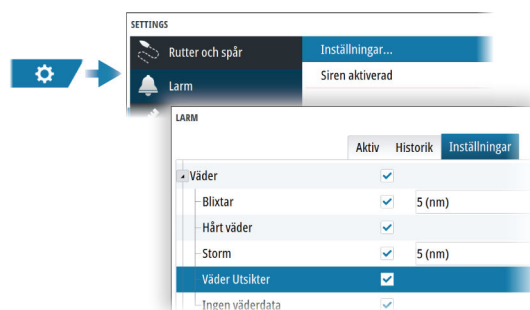 SETTINGS
Rutter och spår
Inställningar...
Larm
Siren aktiverad
LARM
Aktiv Historik Inställningar
Väder
Blixtar 5 (nm)
Hårt väder
Storm 5 (nm)
Väder Utsikter
Ingen väderdata